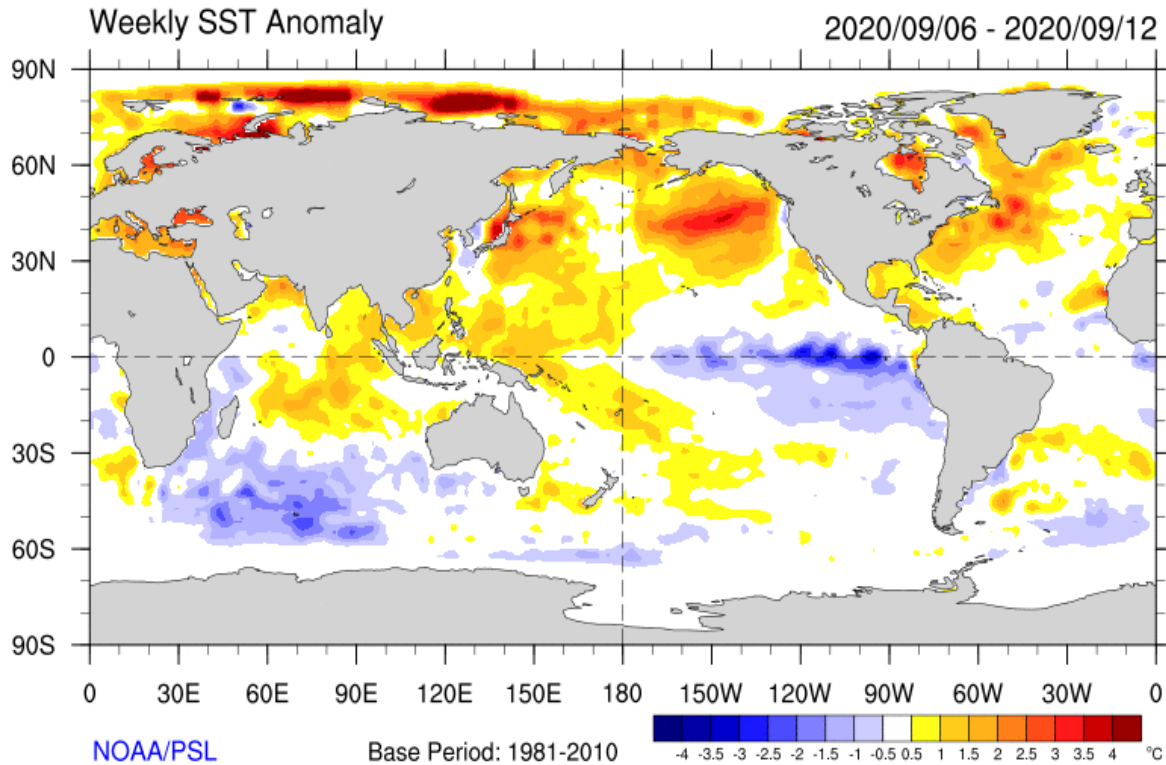 Weekly SST Anomaly 2020/09/06 - 2020/09/12
90N
60N
30N
0
30S
60S
90S
0 30E 60E 90E 120E 150E 180 150W 120W 90W 60W 30W 0
NOAA/PSL Base Period: 1981-2010
-4 -3.5 -3 -2.5 -2 -1.5 -1 -0.5 0.5 1 1.5 2 2.5 3 3.5 4 °C